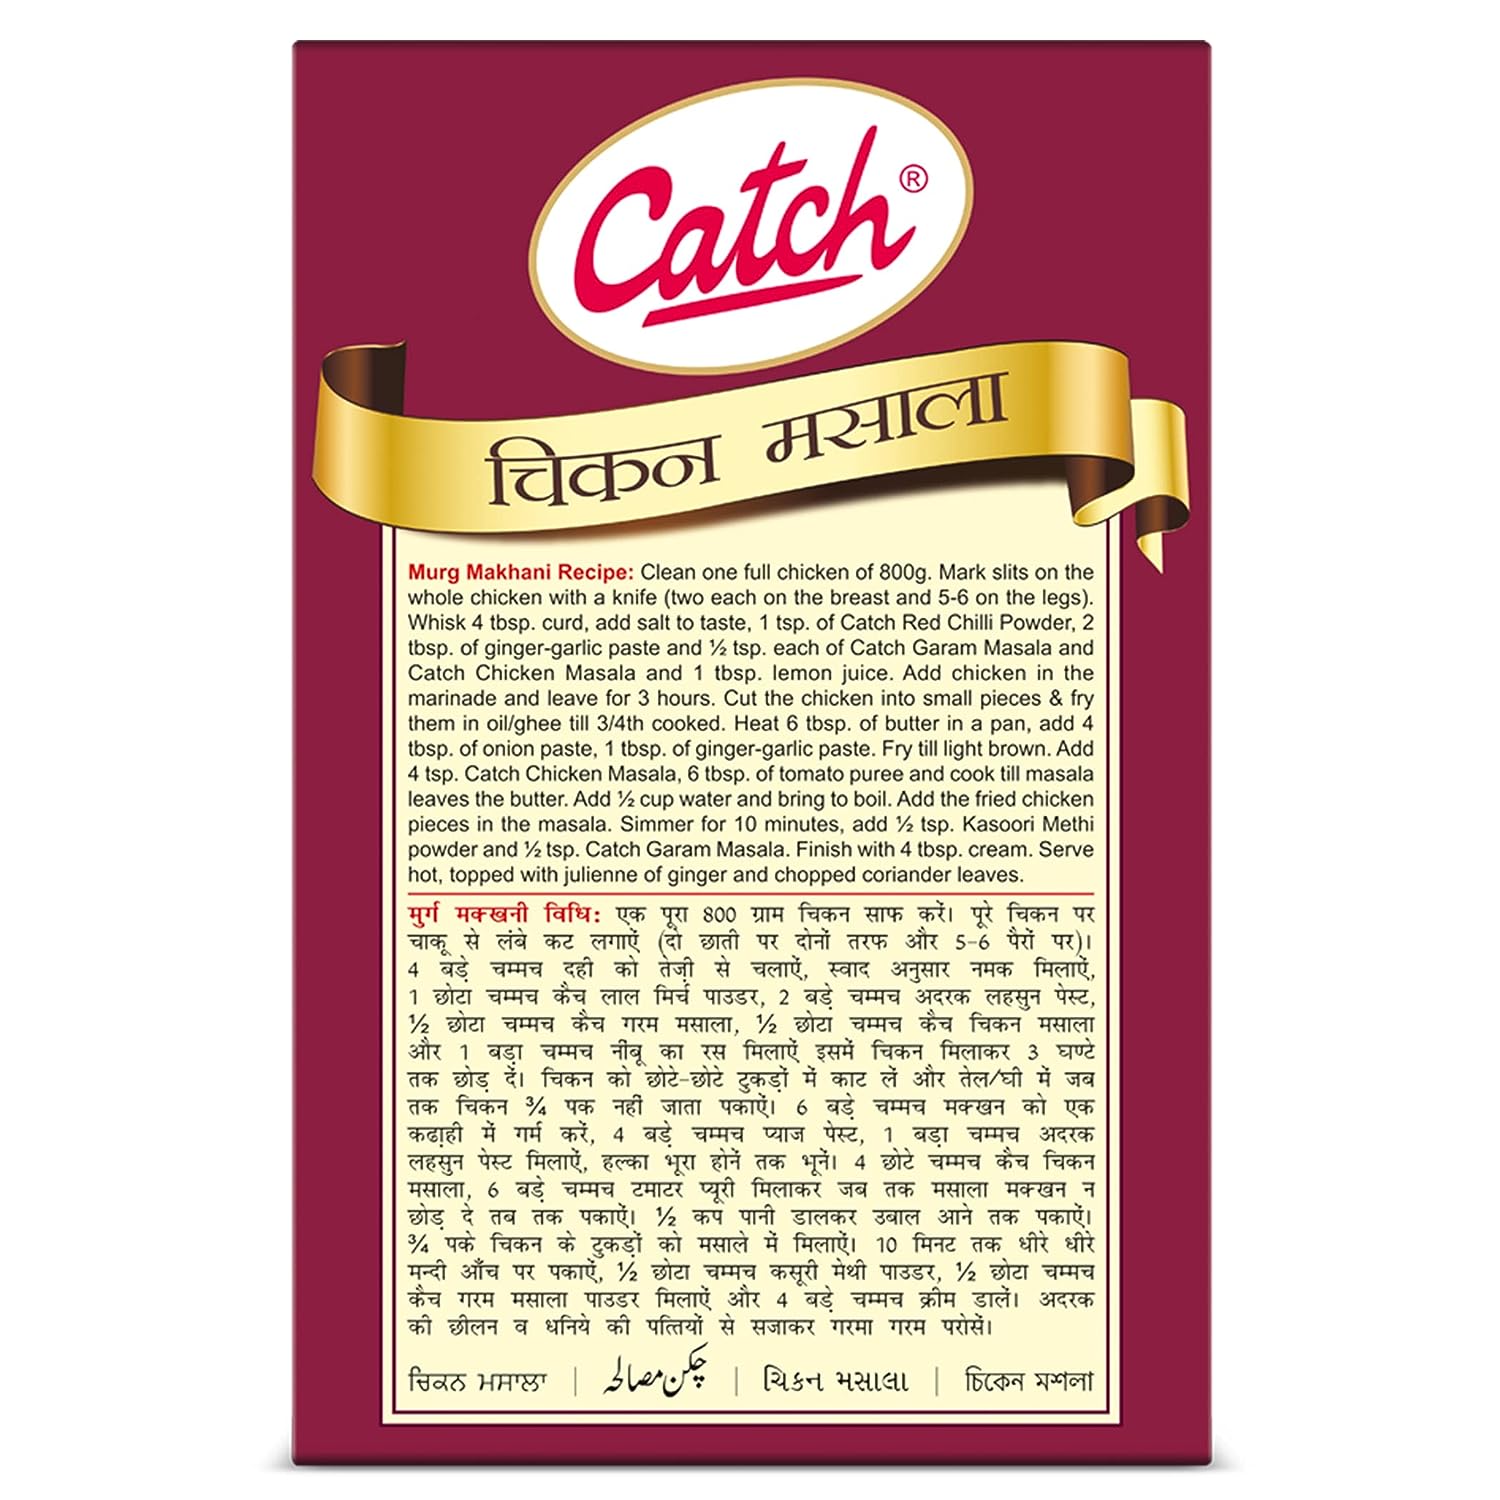 Catch®
चिकन मसाला
Murg Makhani Recipe: Clean one full chicken of 800g. Mark slits on the
whole chicken with a knife (two each on the breast and 5-6 on the legs).
Whisk 4 tbsp. curd, add salt to taste, 1 tsp. of Catch Red Chilli Powder, 2
tbsp. of ginger-garlic paste and ½ tsp. each of Catch Garam Masala and
Catch Chicken Masala and 1 tbsp. lemon juice. Add chicken in the
marinade and leave for 3 hours. Cut the chicken into small pieces & fry
them in oil/ghee till 3/4th cooked. Heat 6 tbsp. of butter in a pan, add 4
tbsp. of onion paste, 1 tbsp. of ginger-garlic paste. Fry till light brown. Add
4 tsp. Catch Chicken Masala, 6 tbsp. of tomato puree and cook till masala
leaves the butter. Add ½ cup water and bring to boil. Add the fried chicken
pieces in the masala. Simmer for 10 minutes, add ½ tsp. Kasoori Methi
powder and ½ tsp. Catch Garam Masala. Finish with 4 tbsp. cream. Serve
hot, topped with julienne of ginger and chopped coriander leaves.
मुर्ग मक्खनी विधि: एक पूरा 800 ग्राम चिकन साफ करें। पूरे चिकन पर
चाकू से लंबे कट लगाऐं (दो छाती पर दोनों तरफ और 5-6 पैरों पर)।
4 बड़े चम्मच दही को तेज़ी से चलाऐं, स्वाद अनुसार नमक मिलाऐं,
1 छोटा चम्मच कैच लाल मिर्च पाउडर, 2 बड़े चम्मच अदरक लहसुन पेस्ट,
½ छोटा चम्मच कैच गरम मसाला, ½ छोटा चम्मच कैच चिकन मसाला
और 1 बड़ा चम्मच नींबू का रस मिलाऐं इसमें चिकन मिलाकर 3 घण्टे
तक छोड़ दें। चिकन को छोटे-छोटे टुकड़ों में काट लें और तेल/घी में जब
तक चिकन ¾ पक नहीं जाता पकाऐं। 6 बड़े चम्मच मक्खन को एक
कढा़ही में गर्म करें, 4 बड़े चम्मच प्याज पेस्ट, 1 बड़ा चम्मच अदरक
लहसुन पेस्ट मिलाऐं, हल्का भूरा होनें तक भूनें। 4 छोटे चम्मच कैच चिकन
मसाला, 6 बड़े चम्मच टमाटर प्यूरी मिलाकर जब तक मसाला मक्खन न
छोड़ दे तब तक पकाऐं। ½ कप पानी डालकर उबाल आने तक पकाऐं।
¾ पके चिकन के टुकड़ों को मसाले में मिलाऐं। 10 मिनट तक धीरे धीरे
मन्दी आँच पर पकाऐं, ½ छोटा चम्मच कसूरी मेथी पाउडर, ½ छोटा चम्मच
कैच गरम मसाला पाउडर मिलाऐं और 4 बड़े चम्मच क्रीम डालें। अदरक
की छीलन व धनिये की पत्तियों से सजाकर गरमा गरम परोसें।
ਚਿਕਨ ਮਸਾਲਾ | چکن مصالحہ | ચિકન મસાલા | চিকেন মশলা